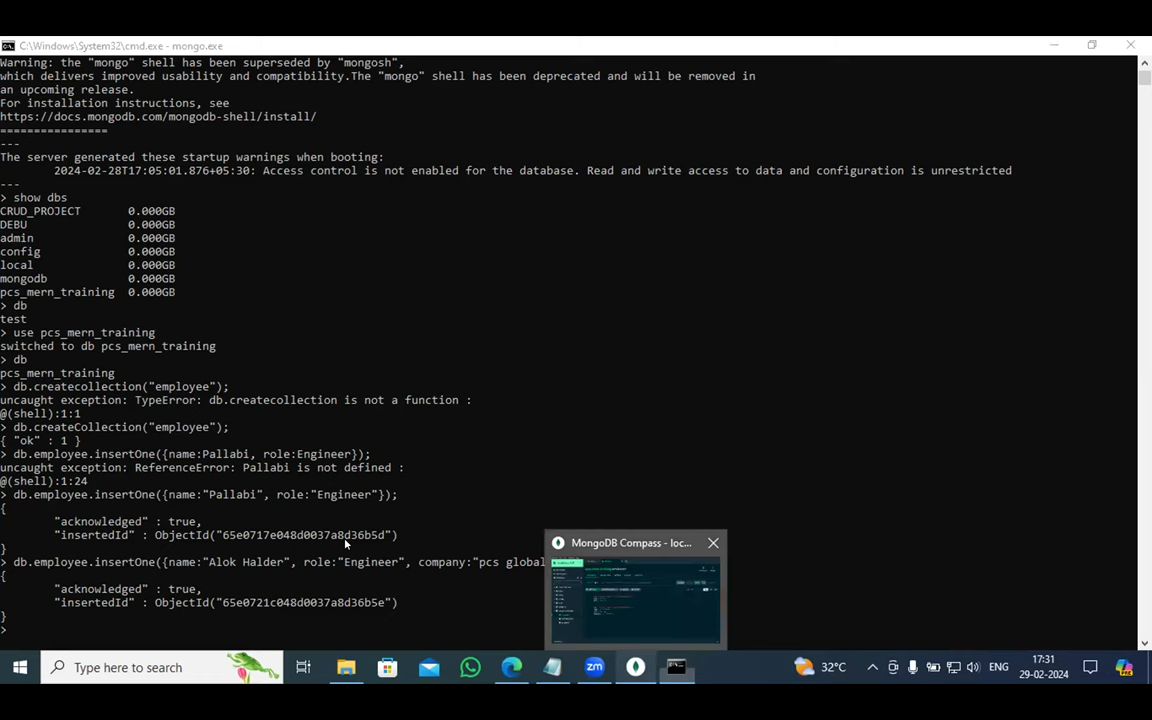 C:\Windows\System32\cmd.exe - mongo.exe
Warning: the "mongo" shell has been superseded by "mongosh",
which delivers improved usability and compatibility.The "mongo" shell has been deprecated and will be removed in
an upcoming release.
For installation instructions, see
https://docs.mongodb.com/mongodb-shell/install/
================
---
The server generated these startup warnings when booting:
        2024-02-28T17:05:01.876+05:30: Access control is not enabled for the database. Read and write access to data and configuration is unrestricted
---
> show dbs
CRUD_PROJECT       0.000GB
DEBU               0.000GB
admin              0.000GB
config             0.000GB
local              0.000GB
mongodb            0.000GB
pcs_mern_training  0.000GB
> db
test
> use pcs_mern_training
switched to db pcs_mern_training
> db
pcs_mern_training
> db.createcollection("employee");
uncaught exception: TypeError: db.createcollection is not a function :
@(shell):1:1
> db.createCollection("employee");
{ "ok" : 1 }
> db.employee.insertOne({name:Pallabi, role:Engineer});
uncaught exception: ReferenceError: Pallabi is not defined :
@(shell):1:24
> db.employee.insertOne({name:"Pallabi", role:"Engineer"});
{
        "acknowledged" : true,
        "insertedId" : ObjectId("65e0717e048d0037a8d36b5d")
}
> db.employee.insertOne({name:"Alok Halder", role:"Engineer", company:"pcs global
{
        "acknowledged" : true,
        "insertedId" : ObjectId("65e0721c048d0037a8d36b5e")
}
>
MongoDB Compass - loc...
Type here to search
zm
32°C
ENG
17:31
29-02-2024
PRE